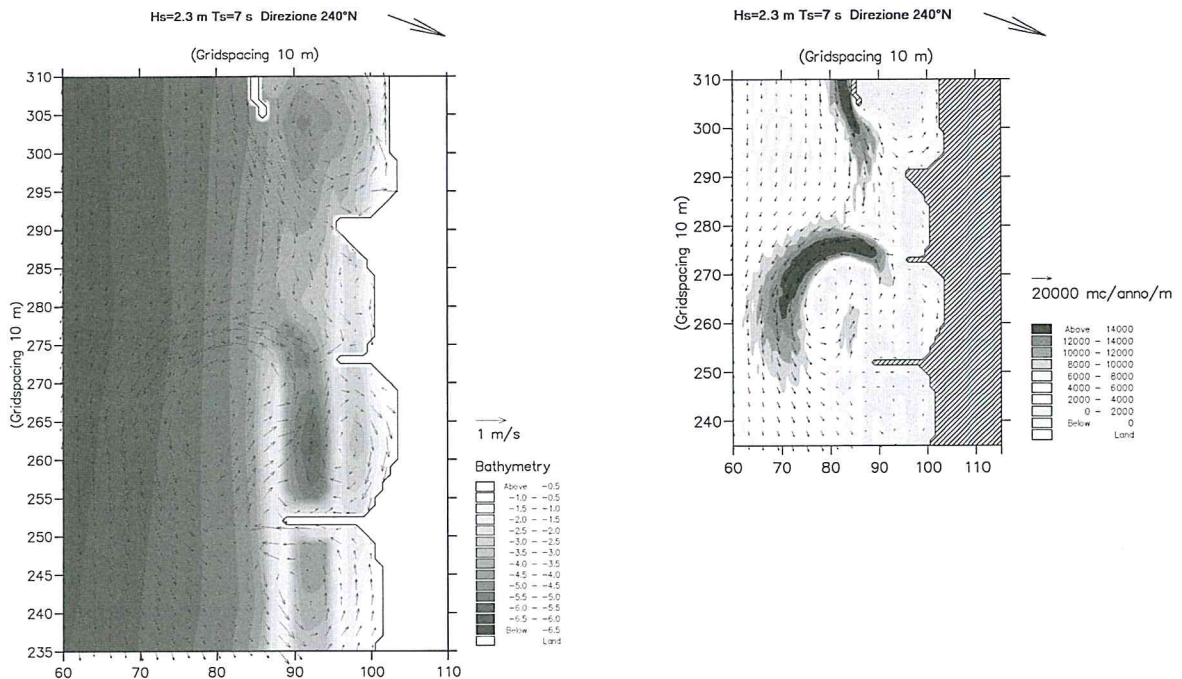 Hs=2.3 m Ts=7 s Direzione 240°N
(Gridspacing 10 m)
(Gridspacing 10 m)
310
305
300
295
290
285
280
275
270
265
260
255
250
245
240
235
60
70
80
90
100
110
1 m/s
Bathymetry
Above -0.5
-1.0 - -0.5
-1.5 - -1.0
-2.0 - -1.5
-2.5 - -2.0
-3.0 - -2.5
-3.5 - -3.0
-4.0 - -3.5
-4.5 - -4.0
-5.0 - -4.5
-5.5 - -5.0
-6.0 - -5.5
-6.5 - -6.0
Below -6.5
Land
Hs=2.3 m Ts=7 s Direzione 240°N
(Gridspacing 10 m)
(Gridspacing 10 m)
310
300
290
280
270
260
250
240
60
70
80
90
100
110
20000 mc/anno/m
Above 14000
12000 - 14000
10000 - 12000
8000 - 10000
6000 - 8000
4000 - 6000
2000 - 4000
0 - 2000
Below 0
Land